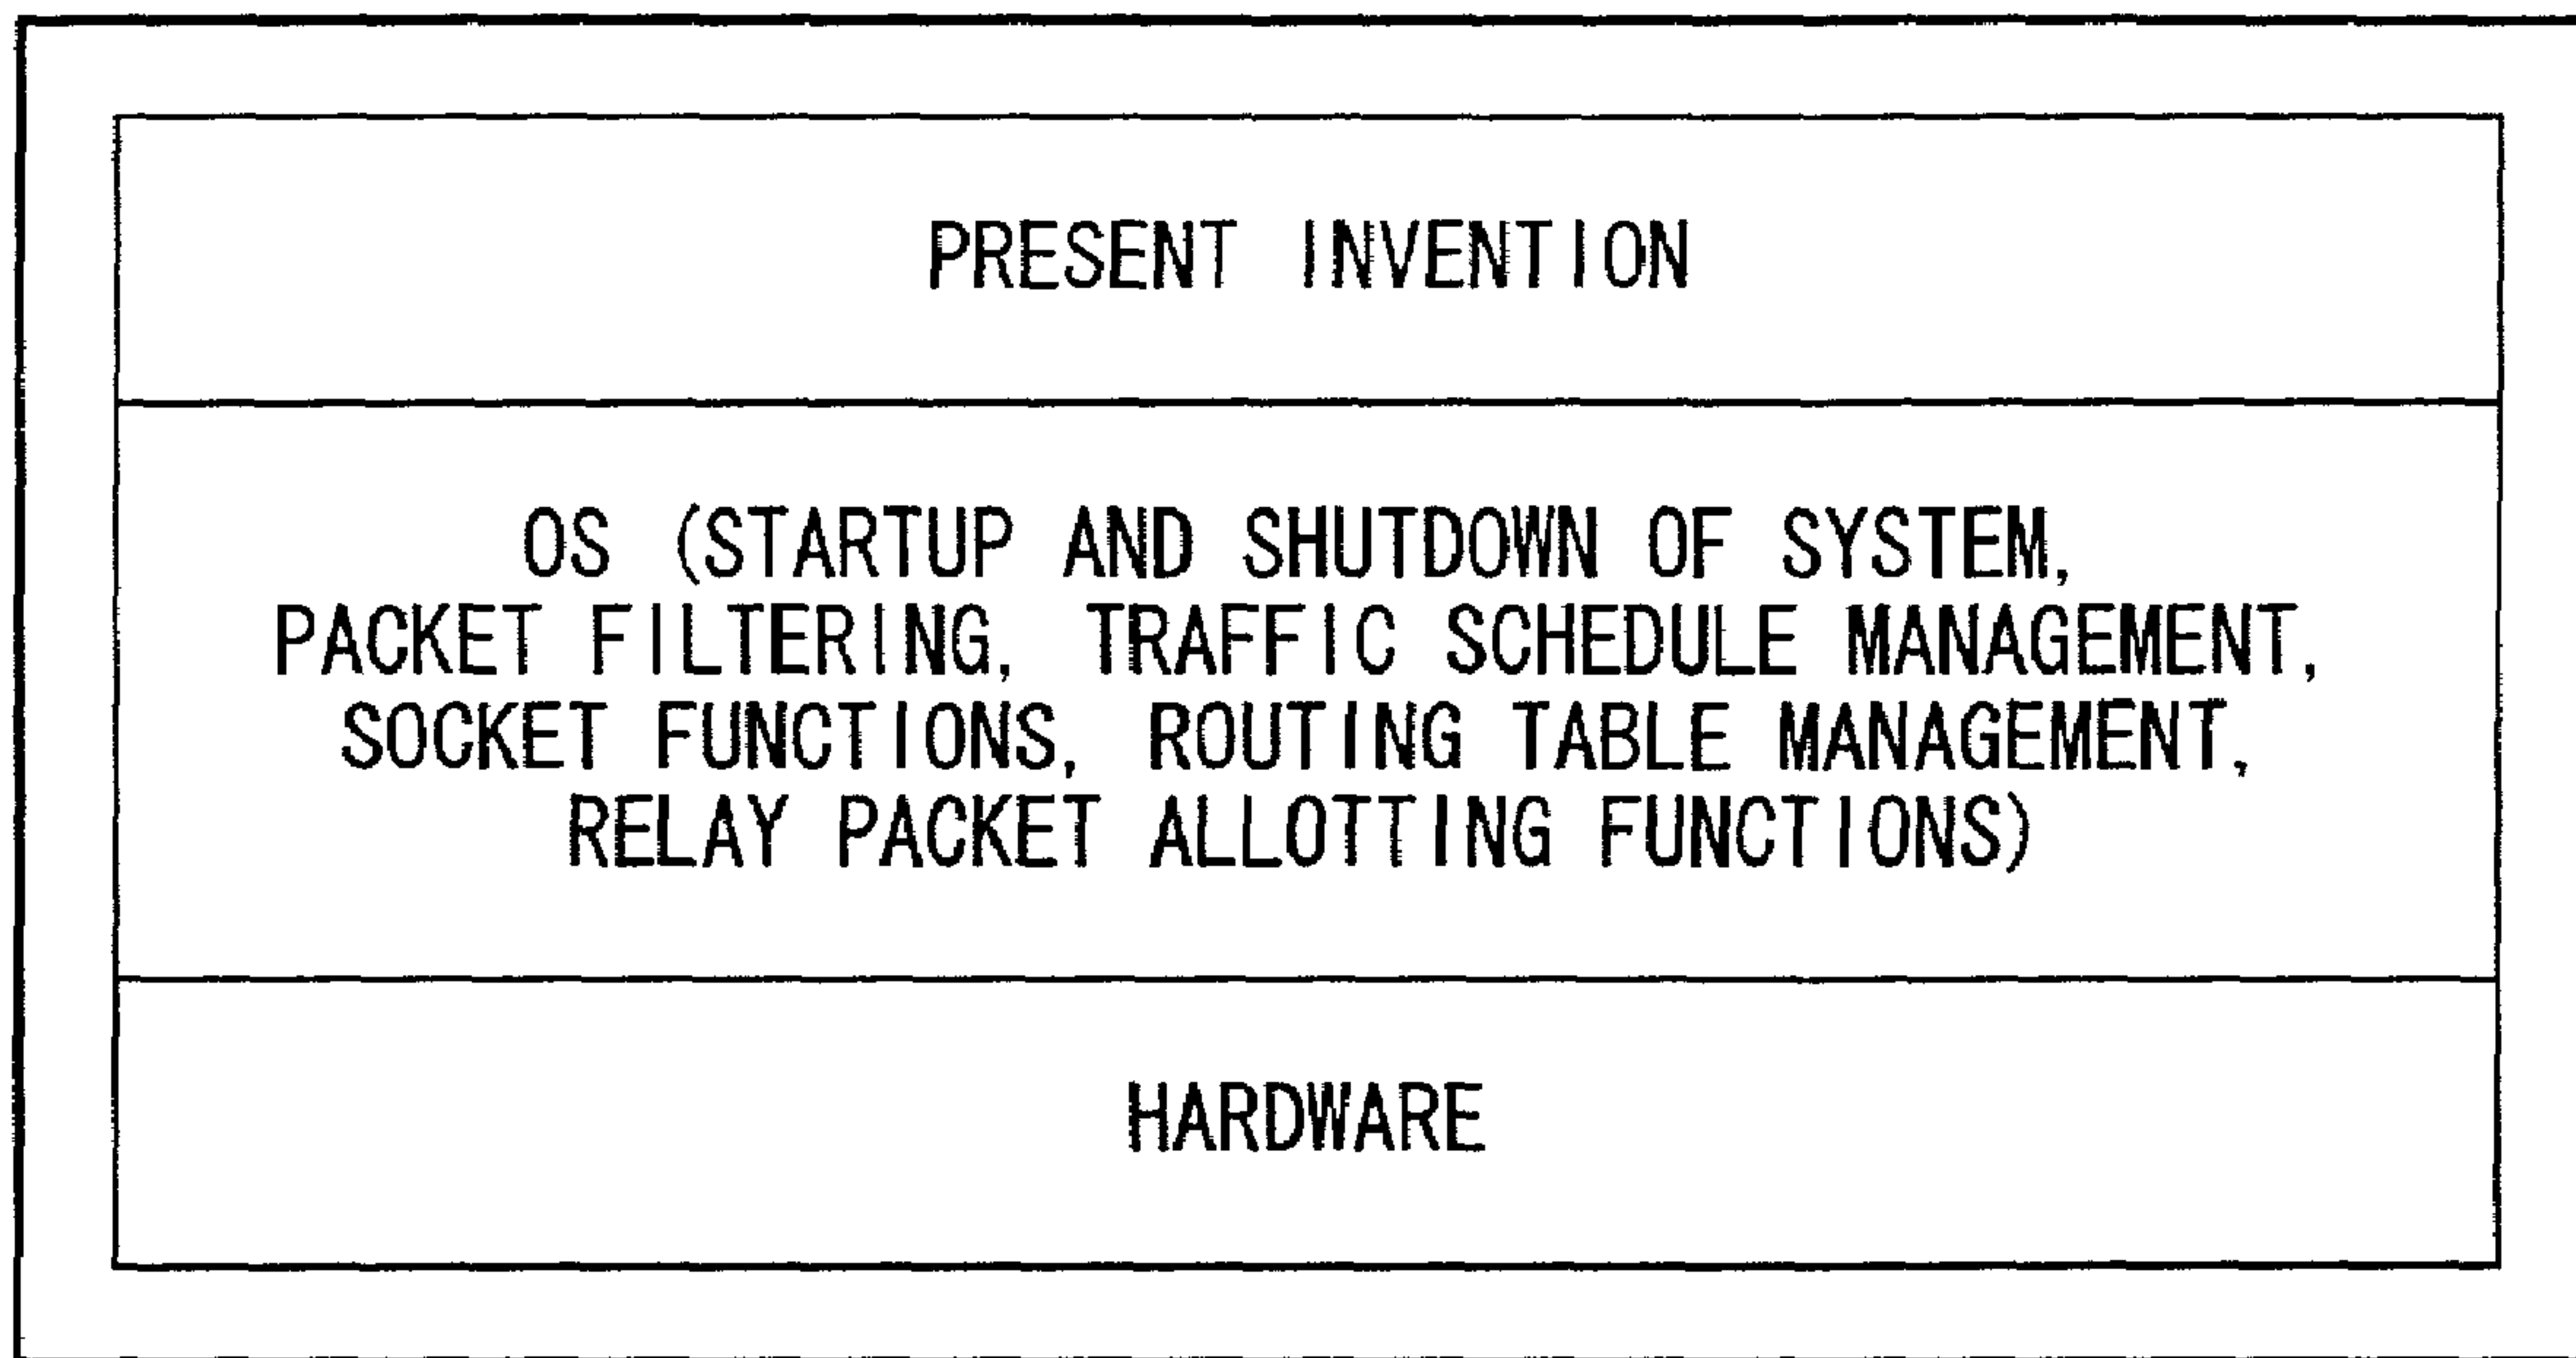 PRESENT INVENTION
OS (STARTUP AND SHUTDOWN OF SYSTEM,
PACKET FILTERING, TRAFFIC SCHEDULE MANAGEMENT,
SOCKET FUNCTIONS, ROUTING TABLE MANAGEMENT,
RELAY PACKET ALLOTTING FUNCTIONS)
HARDWARE